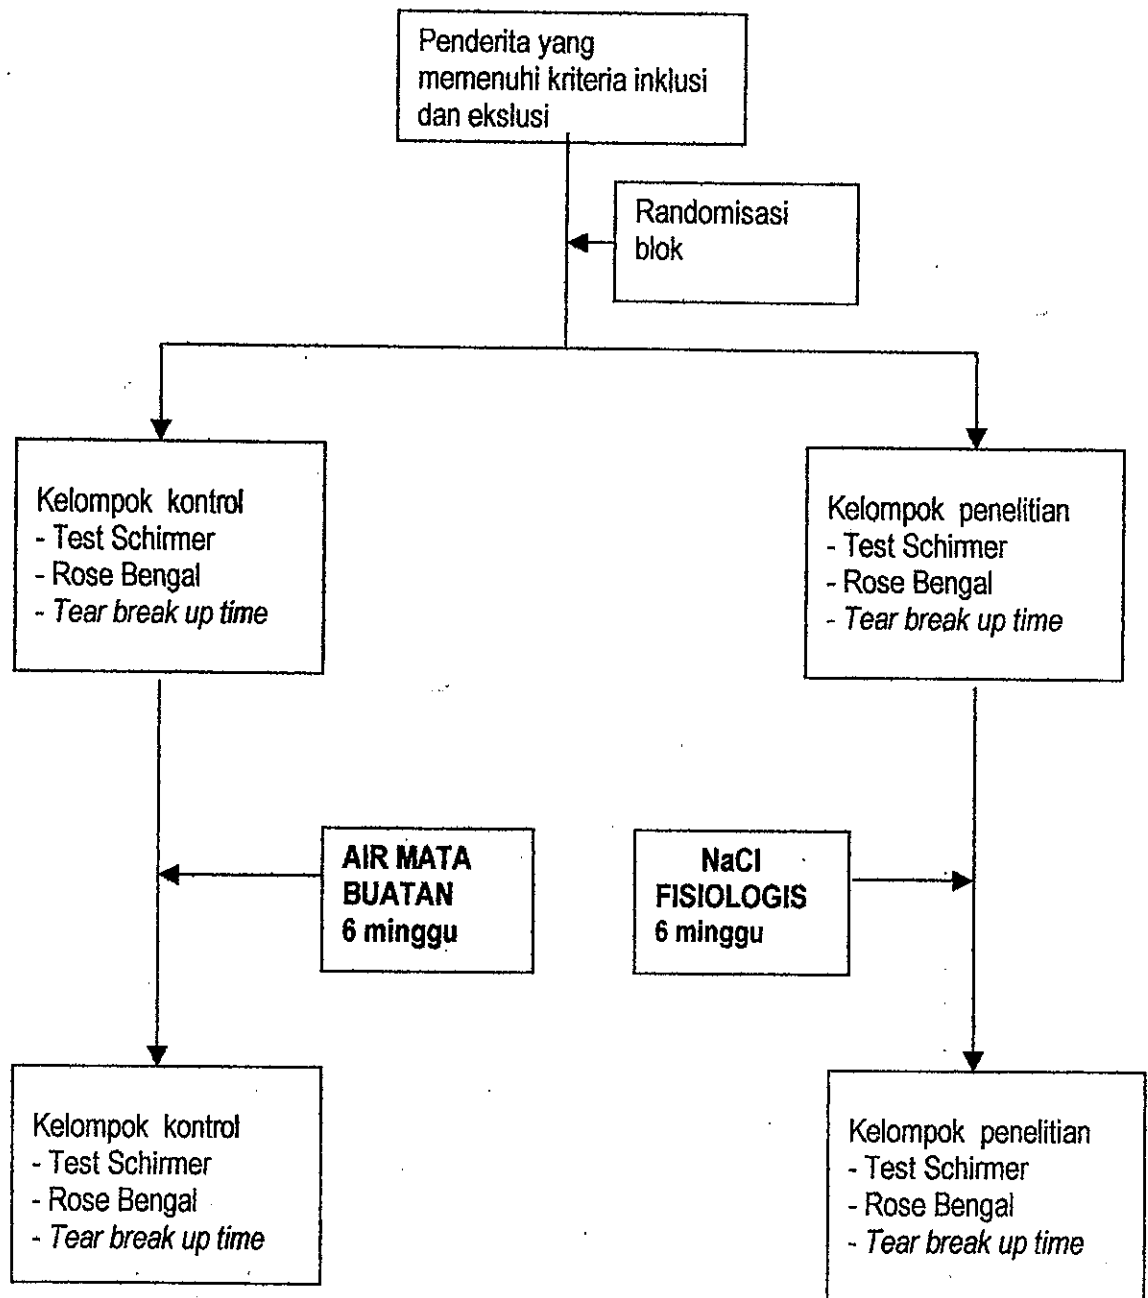 Penderita yang
memenuhi kriteria inklusi
dan ekslusi
Randomisasi
blok
Kelompok kontrol
- Test Schirmer
- Rose Bengal
- Tear break up time
Kelompok penelitian
- Test Schirmer
- Rose Bengal
- Tear break up time
AIR MATA
BUATAN
6 minggu
NaCl
FISIOLOGIS
6 minggu
Kelompok kontrol
- Test Schirmer
- Rose Bengal
- Tear break up time
Kelompok penelitian
- Test Schirmer
- Rose Bengal
- Tear break up time